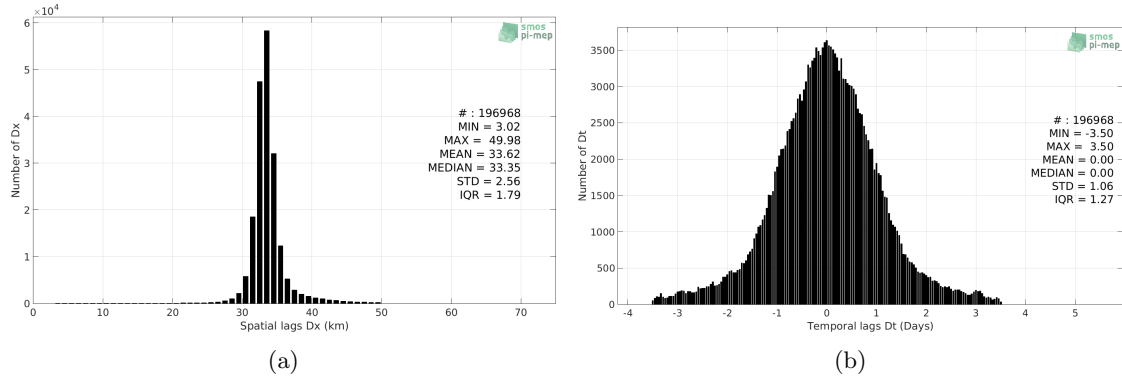 ×10⁴
6
5
4
3
2
1
0
Number of Dx
0 10 20 30 40 50 60 70
Spatial lags Dx (km)
smos
pi-mep
# : 196968
MIN = 3.02
MAX = 49.98
MEAN = 33.62
MEDIAN = 33.35
STD = 2.56
IQR = 1.79
(a)
3500
3000
2500
2000
1500
1000
500
0
Number of Dt
-4 -3 -2 -1 0 1 2 3 4 5
Temporal lags Dt (Days)
smos
pi-mep
# : 196968
MIN = -3.50
MAX = 3.50
MEAN = 0.00
MEDIAN = 0.00
STD = 1.06
IQR = 1.27
(b)